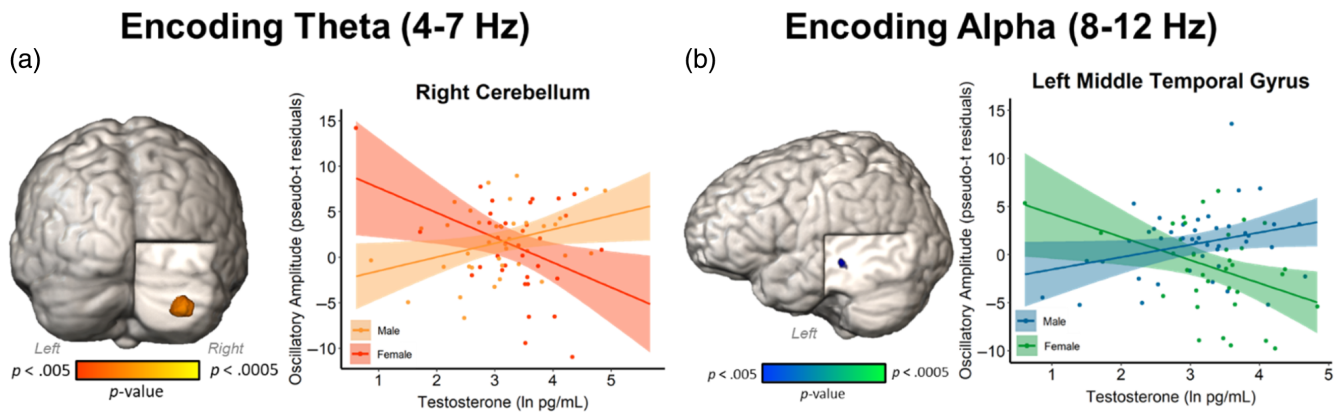 Encoding Theta (4-7 Hz)
(a)
Right Cerebellum
Oscillatory Amplitude (pseudo-t residuals)
15
10
5
0
−5
−10
Male
Female
1 2 3 4 5
Testosterone (ln pg/mL)
Left Right
p < .005 p < .0005
p-value
Encoding Alpha (8-12 Hz)
(b)
Left Middle Temporal Gyrus
Oscillatory Amplitude (pseudo-t residuals)
15
10
5
0
−5
−10
Male
Female
1 2 3 4 5
Testosterone (ln pg/mL)
Left
p < .005 p < .0005
p-value